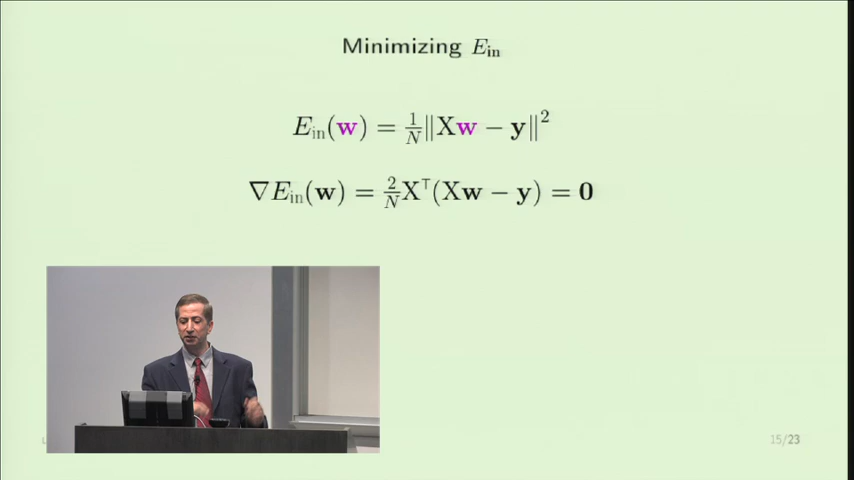 Minimizing E_in
E_in(w) = 1/N ‖Xw − y‖²
∇E_in(w) = 2/N Xᵀ(Xw − y) = 0
15/23